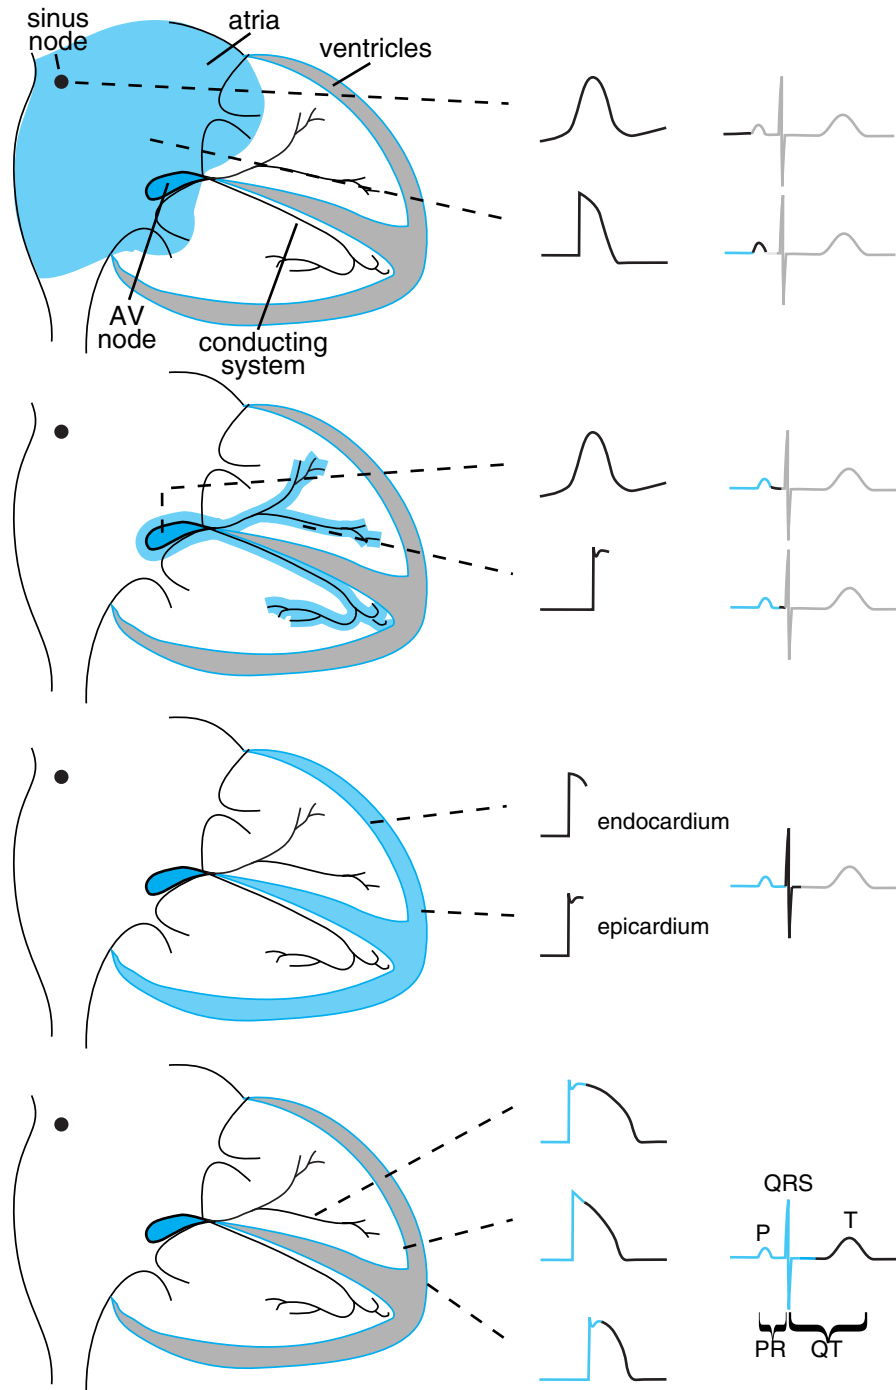 sinus
node
atria
ventricles
AV
node
conducting
system
endocardium
epicardium
QRS
P
T
PR
QT